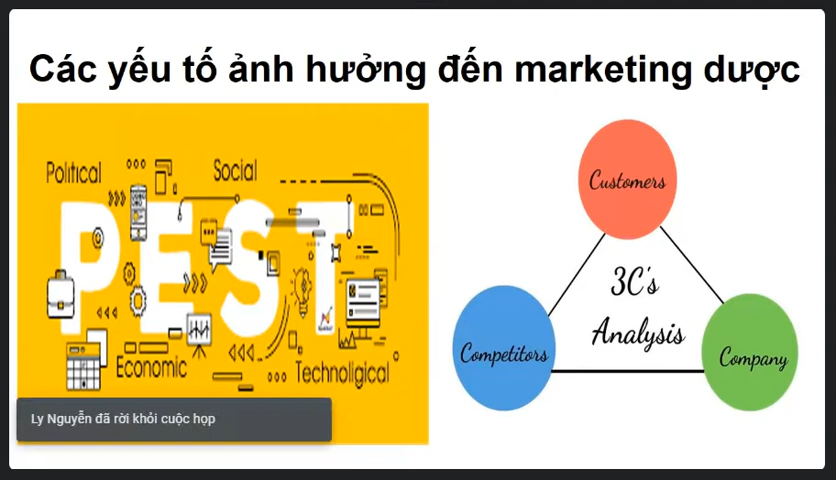 Các yếu tố ảnh hưởng đến marketing dược
Political
Social
PEST
Economic
Technoligical
Customers
3C's
Analysis
Competitors
Company
Ly Nguyễn đã rời khỏi cuộc họp